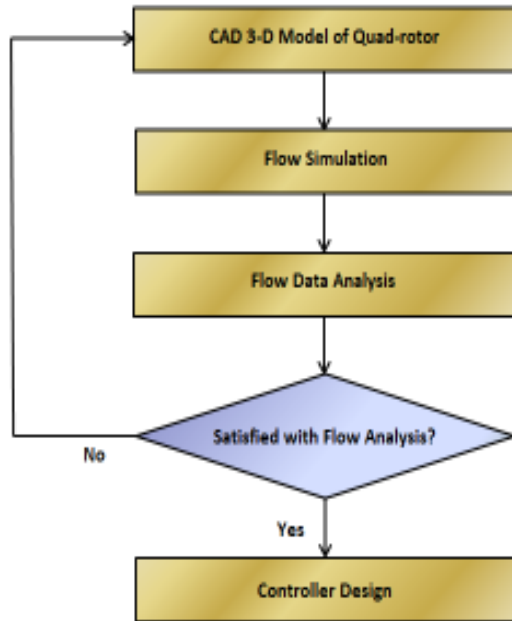 CAD 3-D Model of Quad-rotor
Flow Simulation
Flow Data Analysis
Satisfied with Flow Analysis?
No
Yes
Controller Design